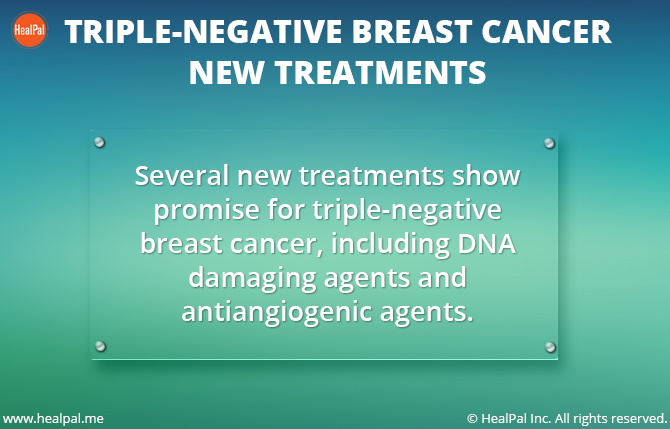 HealPal
TRIPLE-NEGATIVE BREAST CANCER
NEW TREATMENTS
Several new treatments show
promise for triple-negative
breast cancer, including DNA
damaging agents and
antiangiogenic agents.
www.healpal.me
© HealPal Inc. All rights reserved.